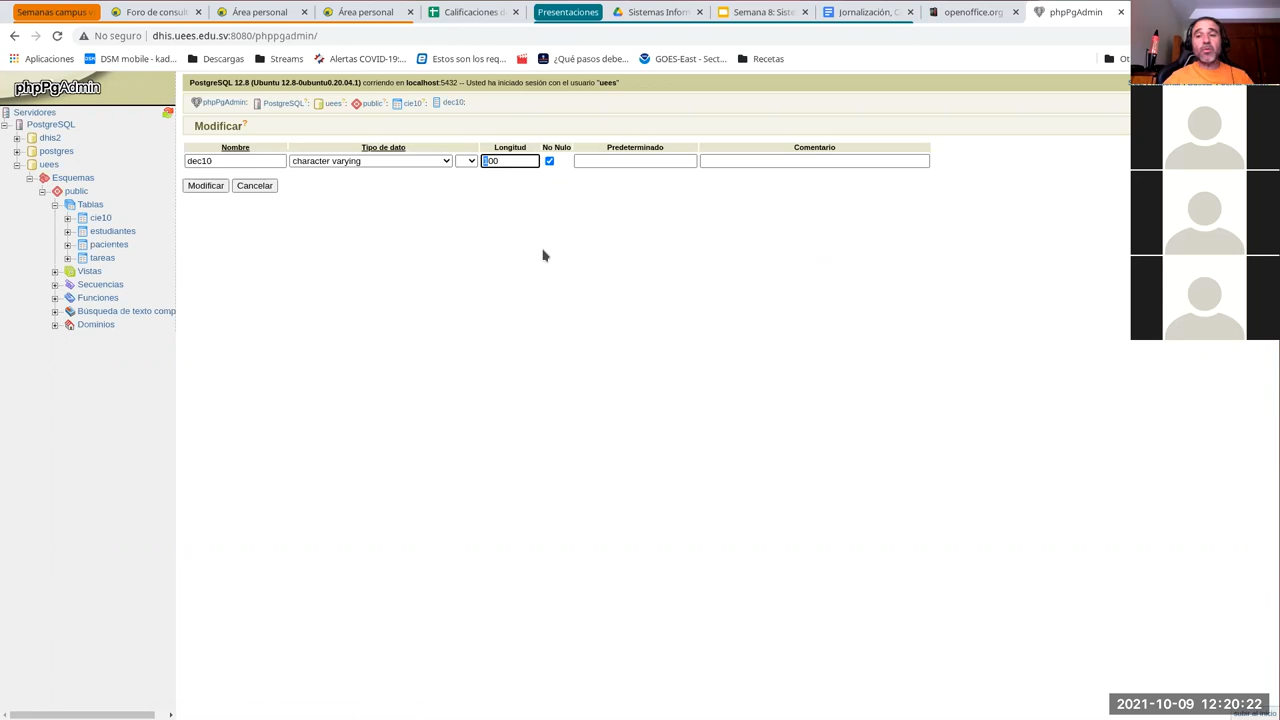 Semanas campus v
Foro de consult
Área personal
Área personal
Califiaciones d
Presentaciones
Sistemas Inform
Semana 8: Siste
Jornalización, C
openoffice.org
phpPgAdmin
No seguro
dhis.uees.edu.sv:8080/phppgadmin/
Aplicaciones
DSM mobile - kad...
Descargas
Streams
Alertas COVID-19:...
Estos son los req...
¿Qué pasos debe...
GOES-East - Sect...
Recetas
phpPgAdmin
PostgreSQL 12.8 (Ubuntu 12.8-0ubuntu0.20.04.1) corriendo en localhost:5432 -- Usted ha iniciado sesión con el usuario "uees"
phpPgAdmin: PostgreSQL?: uees?: public?: cie10?: dec10:
Servidores
PostgreSQL
dhis2
postgres
uees
Esquemas
public
Tablas
cie10
estudiantes
pacientes
tareas
Vistas
Secuencias
Funciones
Búsqueda de texto comp
Dominios
Modificar?
Nombre Tipo de dato Longitud No Nulo Predeterminado Comentario
dec10 character varying 100
Modificar Cancelar
2021-10-09 12:20:22
subir al inicio